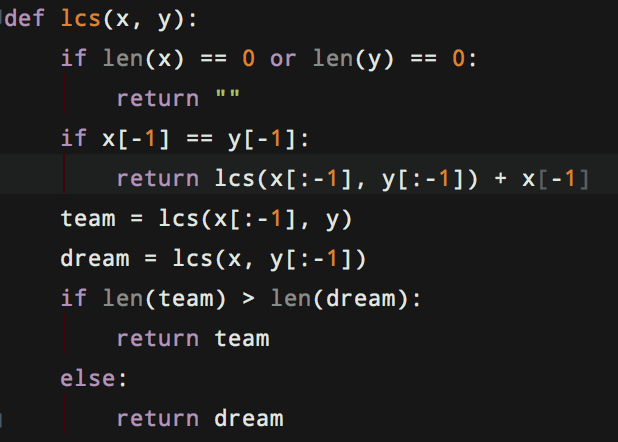 def lcs(x, y):
    if len(x) == 0 or len(y) == 0:
        return ""
    if x[-1] == y[-1]:
        return lcs(x[:-1], y[:-1]) + x[-1]
    team = lcs(x[:-1], y)
    dream = lcs(x, y[:-1])
    if len(team) > len(dream):
        return team
    else:
        return dream